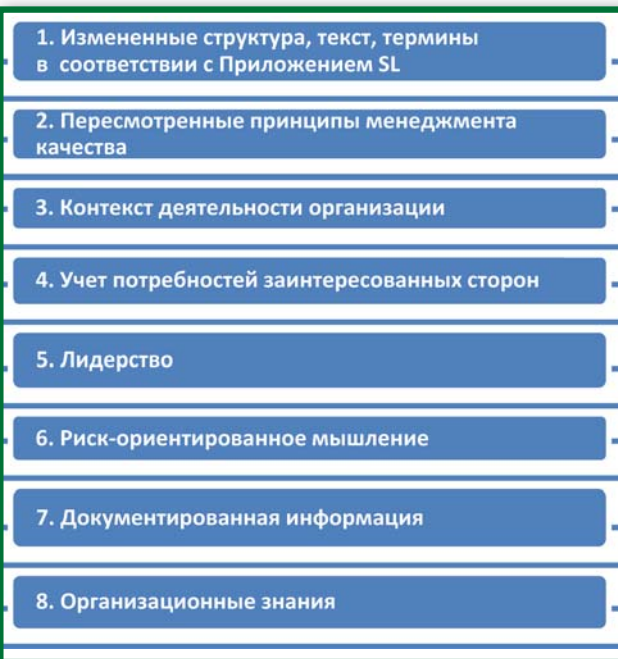 1. Измененные структура, текст, термины
в соответствии с Приложением SL
2. Пересмотренные принципы менеджмента
качества
3. Контекст деятельности организации
4. Учет потребностей заинтересованных сторон
5. Лидерство
6. Риск-ориентированное мышление
7. Документированная информация
8. Организационные знания